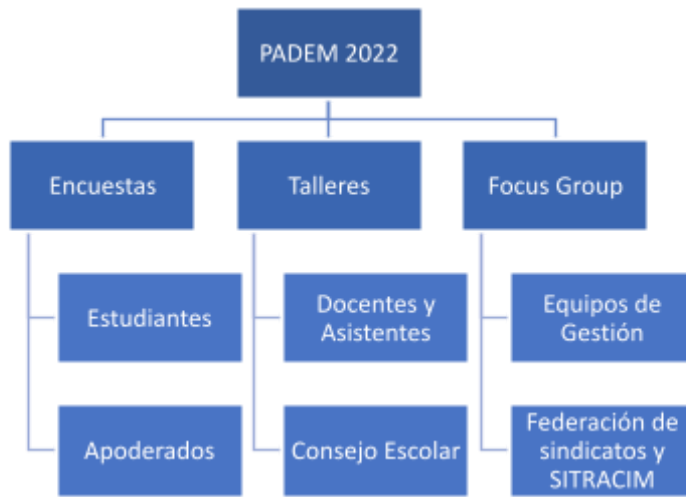 PADEM 2022
Encuestas
Talleres
Focus Group
Estudiantes
Docentes y
Asistentes
Equipos de
Gestión
Apoderados
Consejo Escolar
Federación de
sindicatos y
SITRACIM